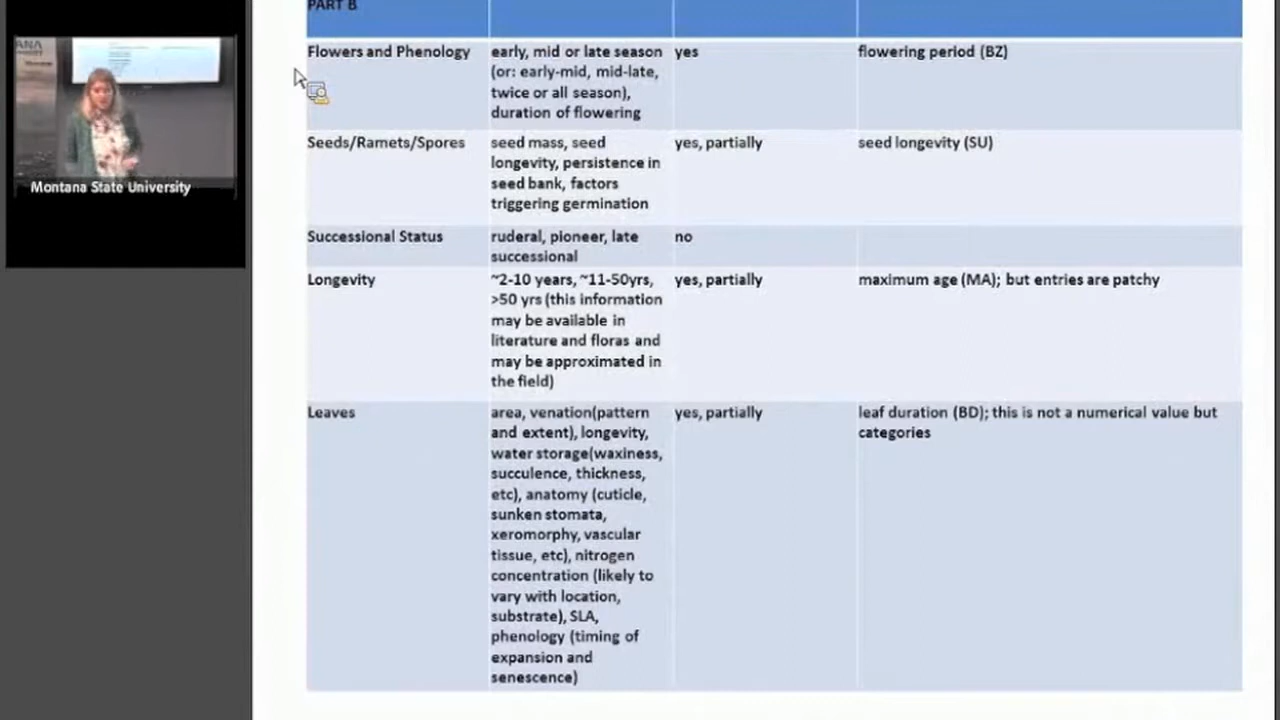 ANA
Montana State University
PART B
Flowers and Phenology
early, mid or late season
(or: early-mid, mid-late,
twice or all season),
duration of flowering
yes
flowering period (BZ)
Seeds/Ramets/Spores
seed mass, seed
longevity, persistence in
seed bank, factors
triggering germination
yes, partially
seed longevity (SU)
Successional Status
ruderal, pioneer, late
successional
no
Longevity
~2-10 years, ~11-50yrs,
>50 yrs (this information
may be available in
literature and floras and
may be approximated in
the field)
yes, partially
maximum age (MA); but entries are patchy
Leaves
area, venation(pattern
and extent), longevity,
water storage(waxiness,
succulence, thickness,
etc), anatomy (cuticle,
sunken stomata,
xeromorphy, vascular
tissue, etc), nitrogen
concentration (likely to
vary with location,
substrate), SLA,
phenology (timing of
expansion and
senescence)
yes, partially
leaf duration (BD); this is not a numerical value but
categories